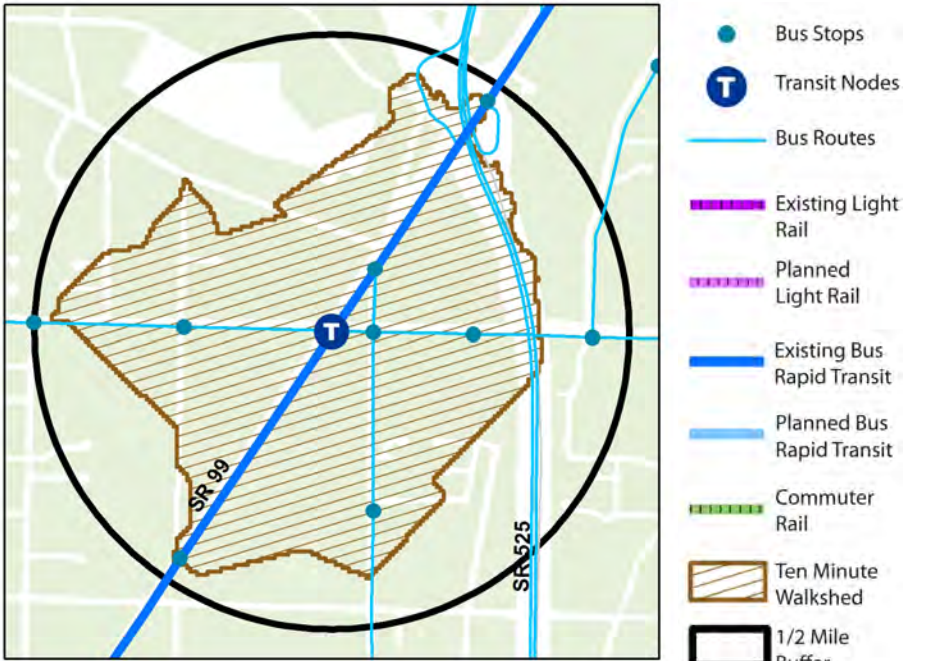 T
SR 99
SR 525
Bus Stops
T
Transit Nodes
Bus Routes
Existing Light
Rail
Planned
Light Rail
Existing Bus
Rapid Transit
Planned Bus
Rapid Transit
Commuter
Rail
Ten Minute
Walkshed
1/2 Mile
Buffer